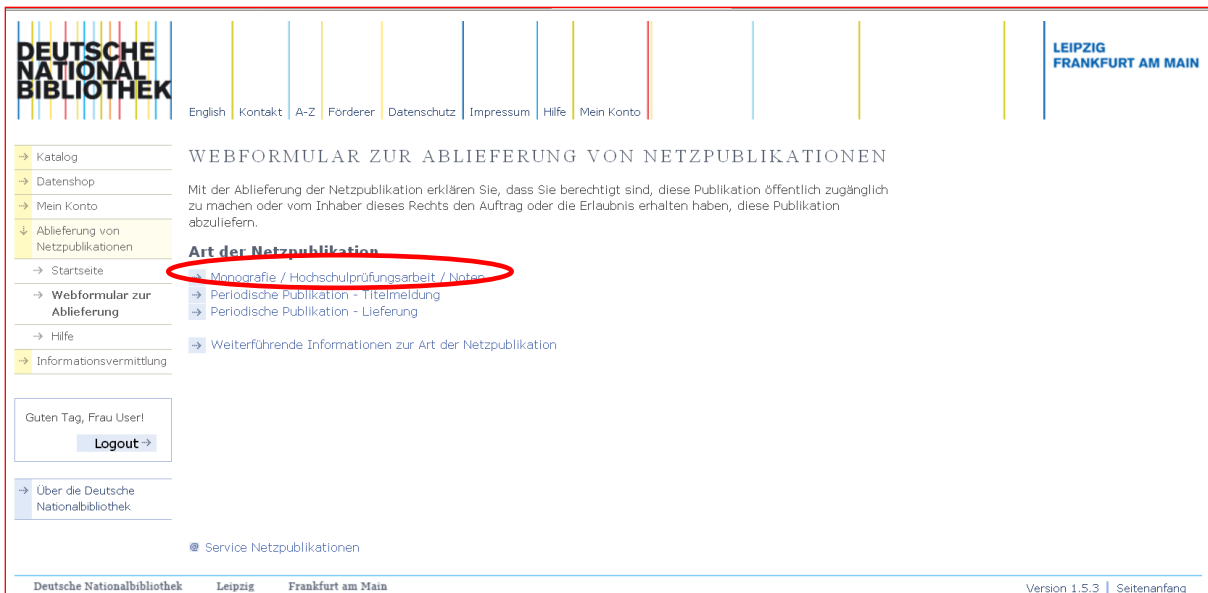 DEUTSCHE
NATIONAL
BIBLIOTHEK
LEIPZIG
FRANKFURT AM MAIN
English Kontakt A-Z Förderer Datenschutz Impressum Hilfe Mein Konto
Katalog
Datenshop
Mein Konto
Ablieferung von
Netzpublikationen
Startseite
Webformular zur
Ablieferung
Hilfe
Informationsvermittlung
Guten Tag, Frau User!
Logout
Über die Deutsche
Nationalbibliothek
WEBFORMULAR ZUR ABLIEFERUNG VON NETZPUBLIKATIONEN
Mit der Ablieferung der Netzpublikation erklären Sie, dass Sie berechtigt sind, diese Publikation öffentlich zugänglich
zu machen oder vom Inhaber dieses Rechts den Auftrag oder die Erlaubnis erhalten haben, diese Publikation
abzuliefern.
Art der Netzpublikation
Monografie / Hochschulprüfungsarbeit / Noten
Periodische Publikation - Titelmeldung
Periodische Publikation - Lieferung
Weiterführende Informationen zur Art der Netzpublikation
@ Service Netzpublikationen
Deutsche Nationalbibliothek Leipzig Frankfurt am Main
Version 1.5.3 | Seitenanfang